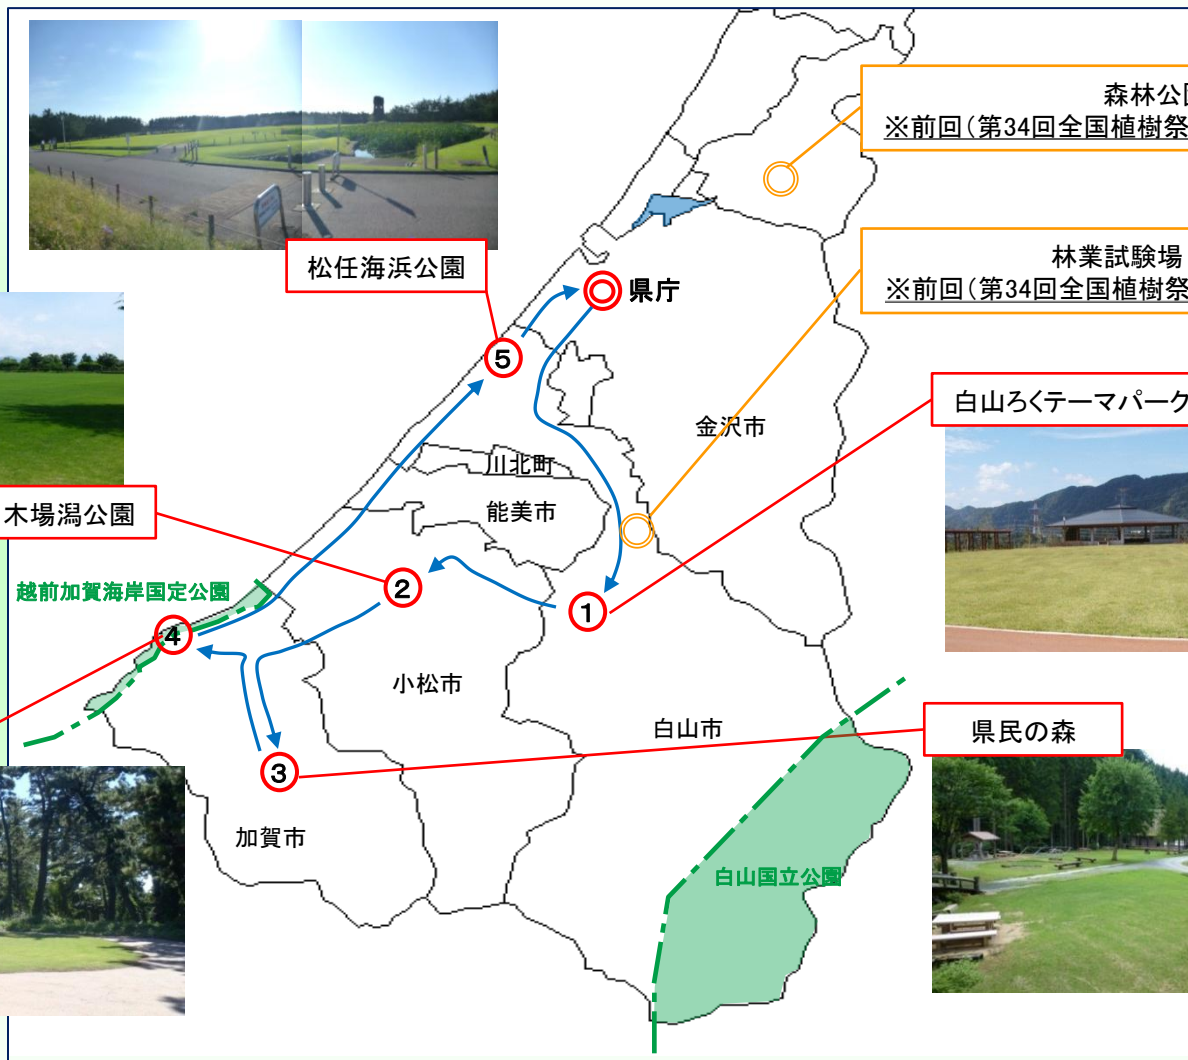 森林公
※前回（第34回全国植樹祭
松任海浜公園
林業試験場
※前回（第34回全国植樹祭
県庁
⑤
白山ろくテーマパーク
金沢市
川北町
能美市
木場潟公園
越前加賀海岸国定公園
②
①
④
小松市
白山市
県民の森
③
加賀市
白山国立公園